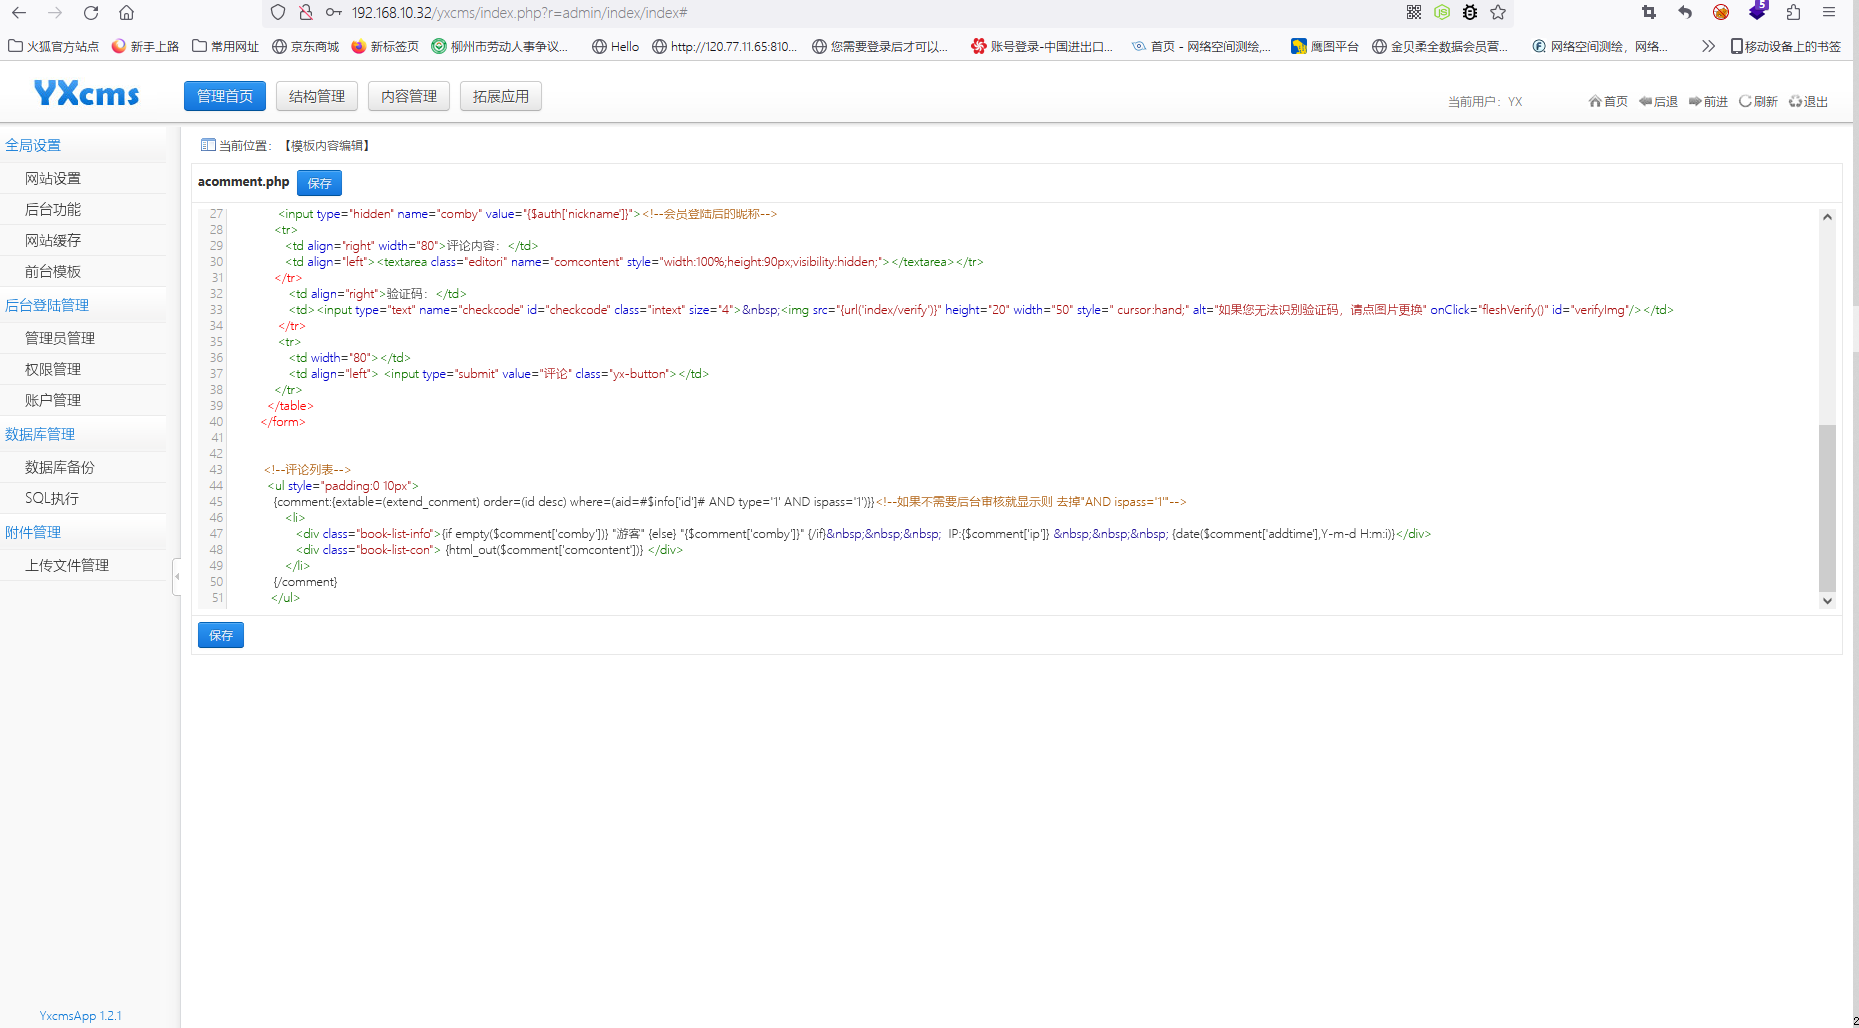 192.168.10.32/yxcms/index.php?r=admin/index/index#
5
火狐官方站点 新手上路 常用网址 京东商城 新标签页 柳州市劳动人事争议... Hello http://120.77.11.65:810... 您需要登录后才可以... 账号登录-中国进出口... 首页 - 网络空间测绘,... 鹰图平台 金贝柔全数据会员营... 网络空间测绘，网络... 移动设备上的书签
YXcms 管理首页 结构管理 内容管理 拓展应用 当前用户：YX 首页 后退 前进 刷新 退出
全局设置
网站设置
后台功能
网站缓存
前台模板
后台登陆管理
管理员管理
权限管理
账户管理
数据库管理
数据库备份
SQL执行
附件管理
上传文件管理
YxcmsApp 1.2.1
当前位置：【模板内容编辑】
acomment.php 保存
27 <input type="hidden" name="comby" value="{$auth['nickname']}"><!--会员登陆后的昵称-->
28 <tr>
29 <td align="right" width="80">评论内容：</td>
30 <td align="left"><textarea class="editori" name="comcontent" style="width:100%;height:90px;visibility:hidden;"></textarea></tr>
31 </tr>
32 <td align="right">验证码：</td>
33 <td><input type="text" name="checkcode" id="checkcode" class="intext" size="4">&nbsp;<img src="{url('index/verify')}" height="20" width="50" style=" cursor:hand;" alt="如果您无法识别验证码，请点图片更换" onClick="fleshVerify()" id="verifyImg"/></td>
34 </tr>
35 <tr>
36 <td width="80"></td>
37 <td align="left"> <input type="submit" value="评论" class="yx-button"></td>
38 </tr>
39 </table>
40 </form>
41
42
43 <!--评论列表-->
44 <ul style="padding:0 10px">
45 {comment:{extable=(extend_conment) order=(id desc) where=(aid=#$info['id']# AND type='1' AND ispass='1')}}<!--如果不需要后台审核就显示则 去掉"AND ispass='1'"-->
46 <li>
47 <div class="book-list-info">{if empty($comment['comby'])} "游客" {else} "{$comment['comby']}" {/if}&nbsp;&nbsp;&nbsp; IP:{$comment['ip']} &nbsp;&nbsp;&nbsp; {date($comment['addtime'],Y-m-d H:m:i)}</div>
48 <div class="book-list-con"> {html_out($comment['comcontent'])} </div>
49 </li>
50 {/comment}
51 </ul>
保存
2